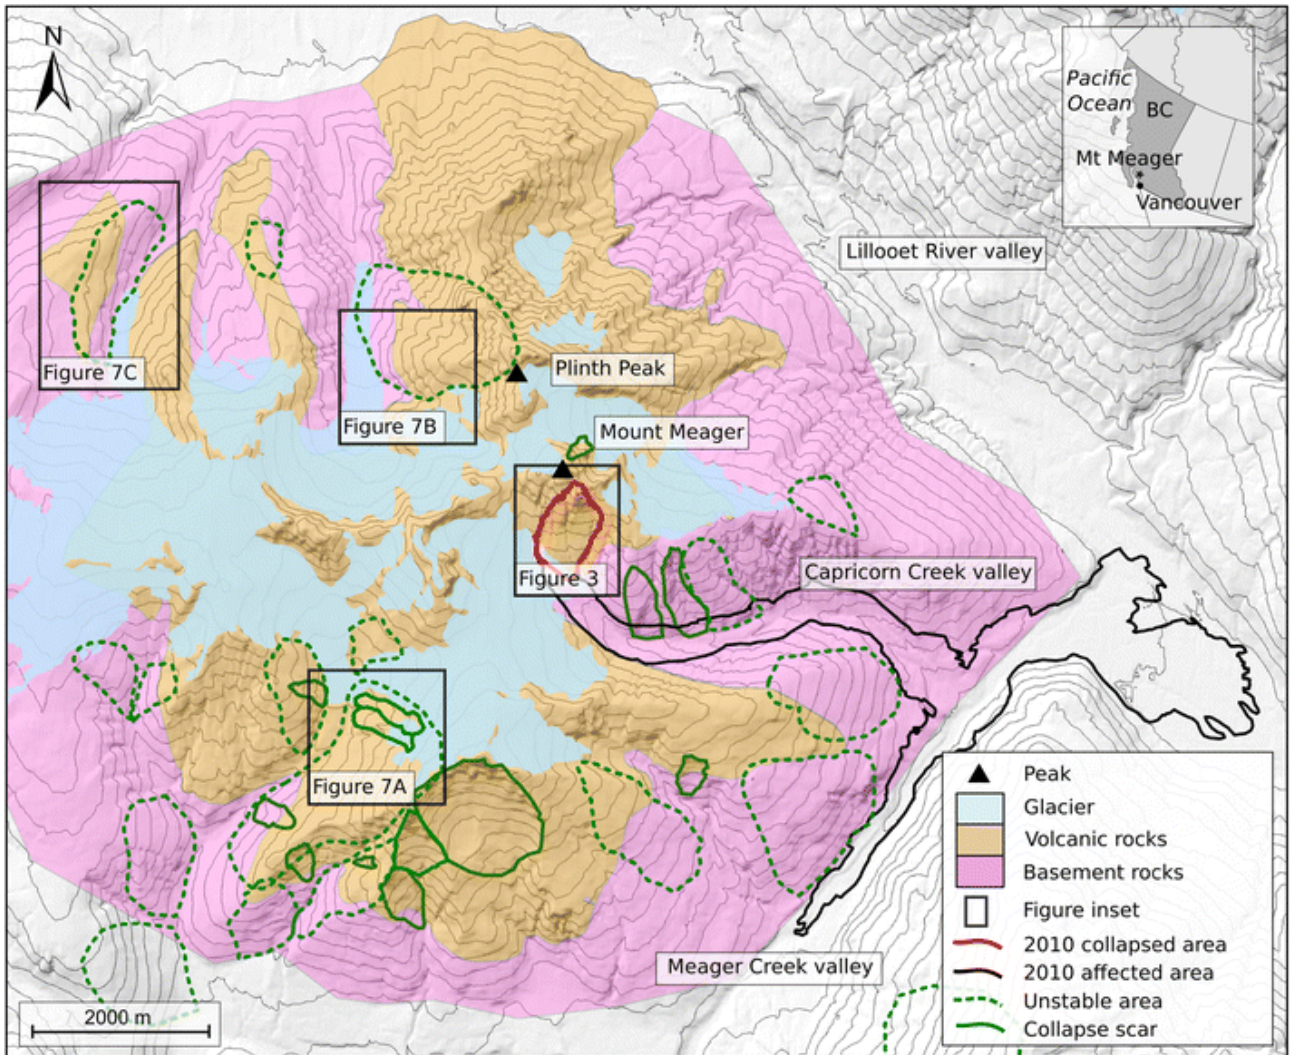 N
Pacific
Ocean
BC
Mt Meager
Vancouver
Lillooet River valley
Figure 7C
Plinth Peak
Figure 7B
Mount Meager
Figure 3
Capricorn Creek valley
Figure 7A
Meager Creek valley
2000 m
Peak
Glacier
Volcanic rocks
Basement rocks
Figure inset
2010 collapsed area
2010 affected area
Unstable area
Collapse scar